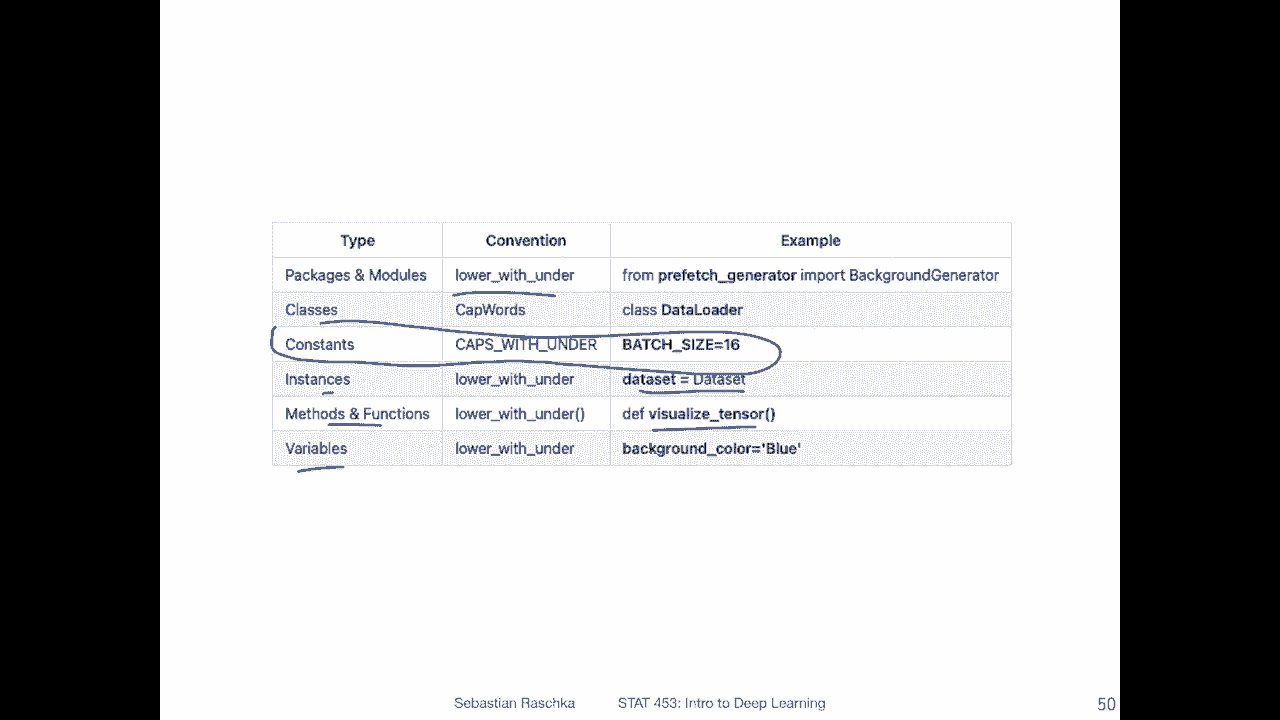 Type Convention Example
Packages & Modules lower_with_under from prefetch_generator import BackgroundGenerator
Classes CapWords class DataLoader
Constants CAPS_WITH_UNDER BATCH_SIZE=16
Instances lower_with_under dataset = Dataset
Methods & Functions lower_with_under() def visualize_tensor()
Variables lower_with_under background_color='Blue'
Sebastian Raschka STAT 453: Intro to Deep Learning 50